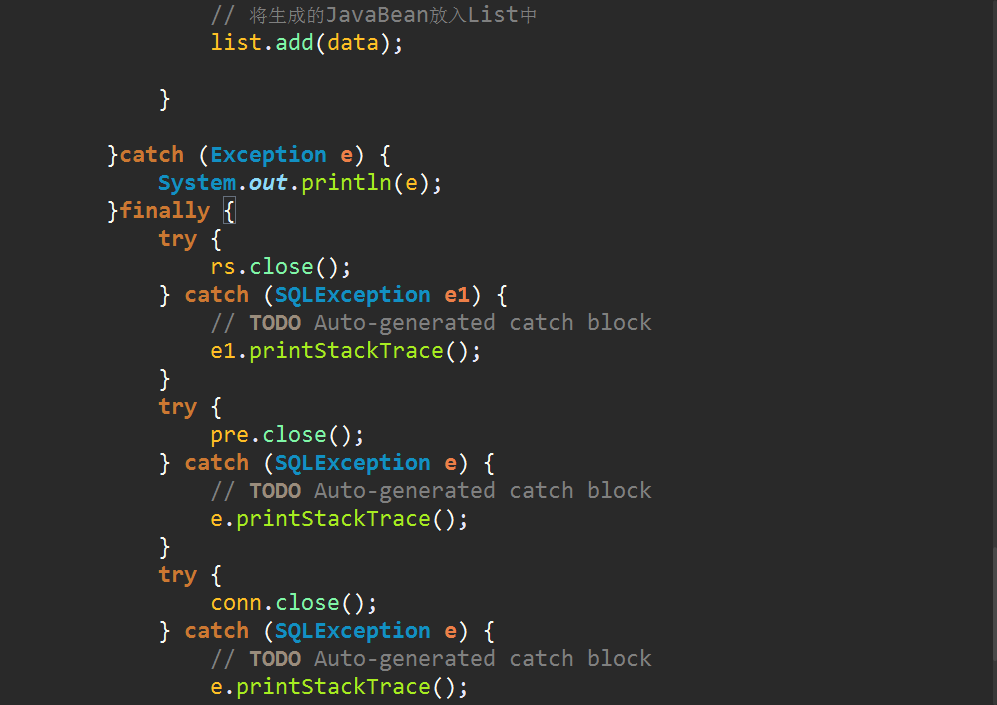 // 将生成的JavaBean放入List中
list.add(data);
}
}catch (Exception e) {
System.out.println(e);
}finally {
try {
rs.close();
} catch (SQLException e1) {
// TODO Auto-generated catch block
e1.printStackTrace();
}
try {
pre.close();
} catch (SQLException e) {
// TODO Auto-generated catch block
e.printStackTrace();
}
try {
conn.close();
} catch (SQLException e) {
// TODO Auto-generated catch block
e.printStackTrace();